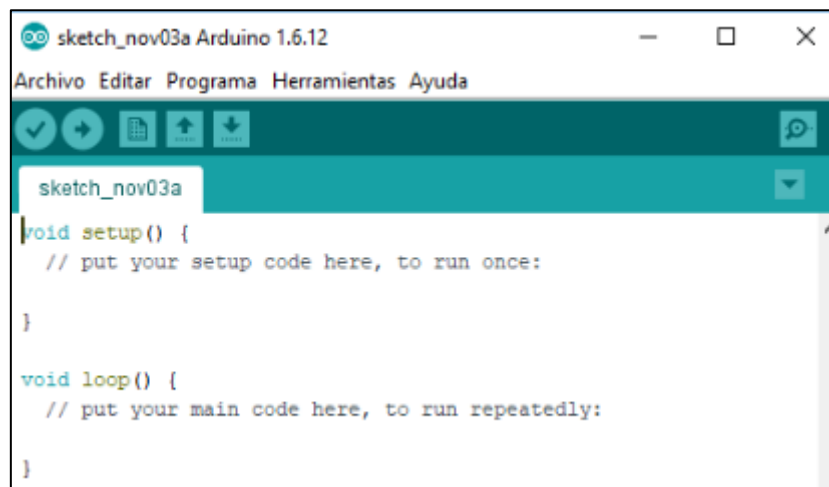 sketch_nov03a Arduino 1.6.12
Archivo Editar Programa Herramientas Ayuda
sketch_nov03a
void setup() {
  // put your setup code here, to run once:
}
void loop() {
  // put your main code here, to run repeatedly:
}